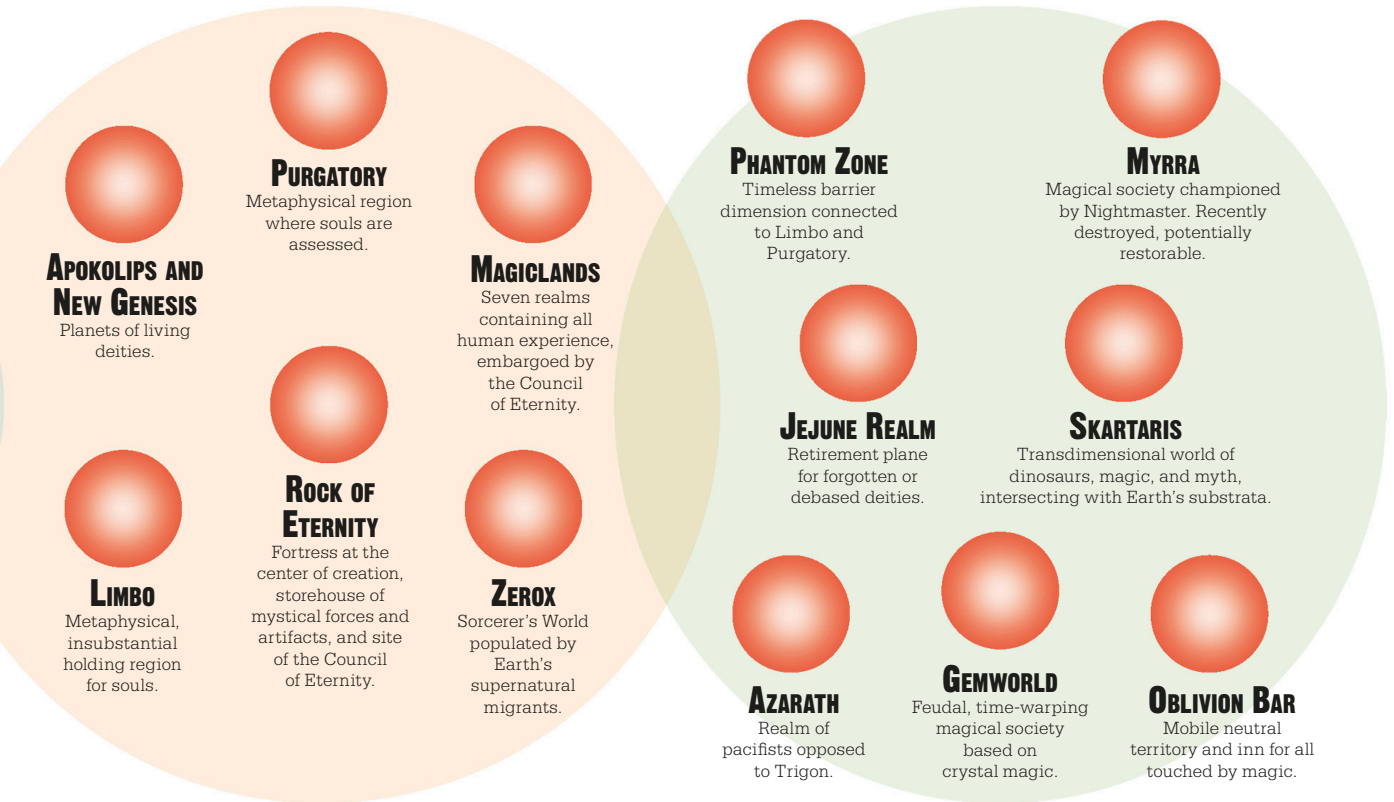 PURGATORY
Metaphysical region
where souls are
assessed.
APOKOLIPS AND
NEW GENESIS
Planets of living
deities.
MAGICLANDS
Seven realms
containing all
human experience,
embargoed by
the Council
of Eternity.
LIMBO
Metaphysical,
insubstantial
holding region
for souls.
ROCK OF
ETERNITY
Fortress at the
center of creation,
storehouse of
mystical forces and
artifacts, and site
of the Council
of Eternity.
ZEROX
Sorcerer's World
populated by
Earth's
supernatural
migrants.
PHANTOM ZONE
Timeless barrier
dimension connected
to Limbo and
Purgatory.
MYRRA
Magical society championed
by Nightmaster. Recently
destroyed, potentially
restorable.
JEJUNE REALM
Retirement plane
for forgotten or
debased deities.
SKARTARIS
Transdimensional world of
dinosaurs, magic, and myth,
intersecting with Earth's substrata.
AZARATH
Realm of
pacifists opposed
to Trigon.
GEMWORLD
Feudal, time-warping
magical society
based on
crystal magic.
OBLIVION BAR
Mobile neutral
territory and inn for all
touched by magic.